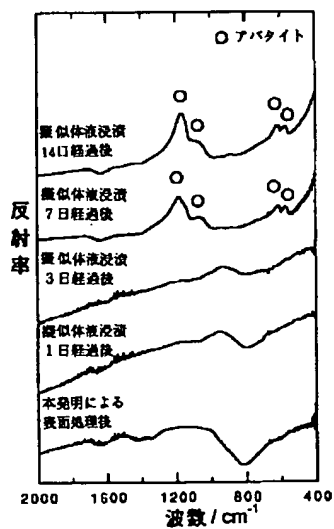 ○ アパタイト
擬似体液浸漬
14日経過後
擬似体液浸漬
7日経過後
擬似体液浸漬
3日経過後
擬似体液浸漬
1日経過後
本発明による
表面処理後
反射率
2000 1600 1200 800 400
波数/cm⁻¹